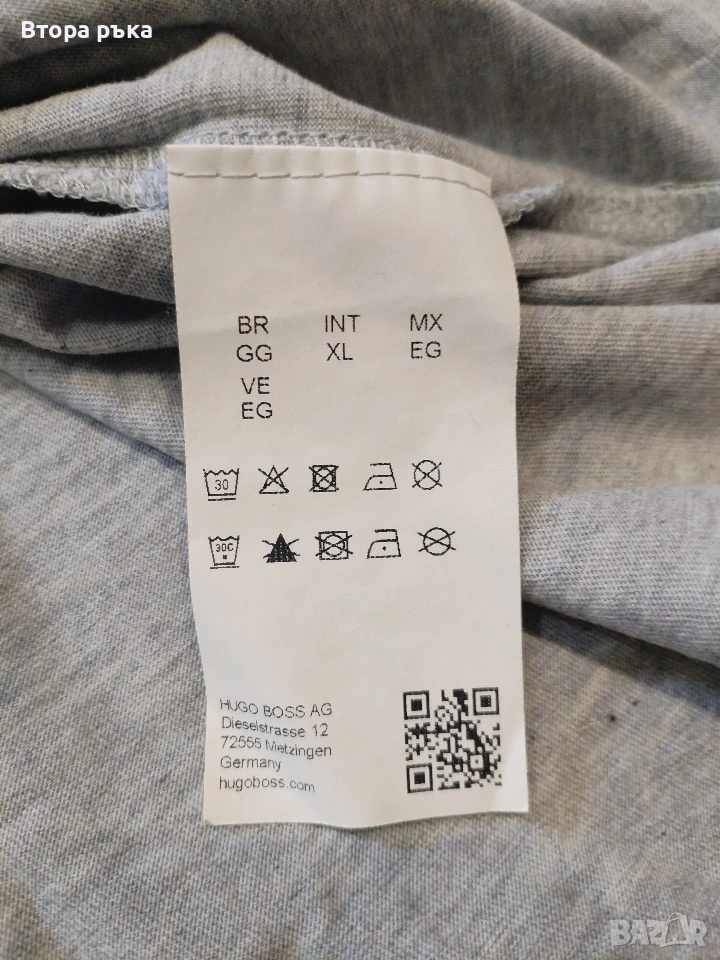 Втора ръка
BR INT MX
GG XL EG
VE
EG
30
30C
HUGO BOSS AG
Dieselstrasse 12
72555 Metzingen
Germany
hugoboss.com
BAZAR